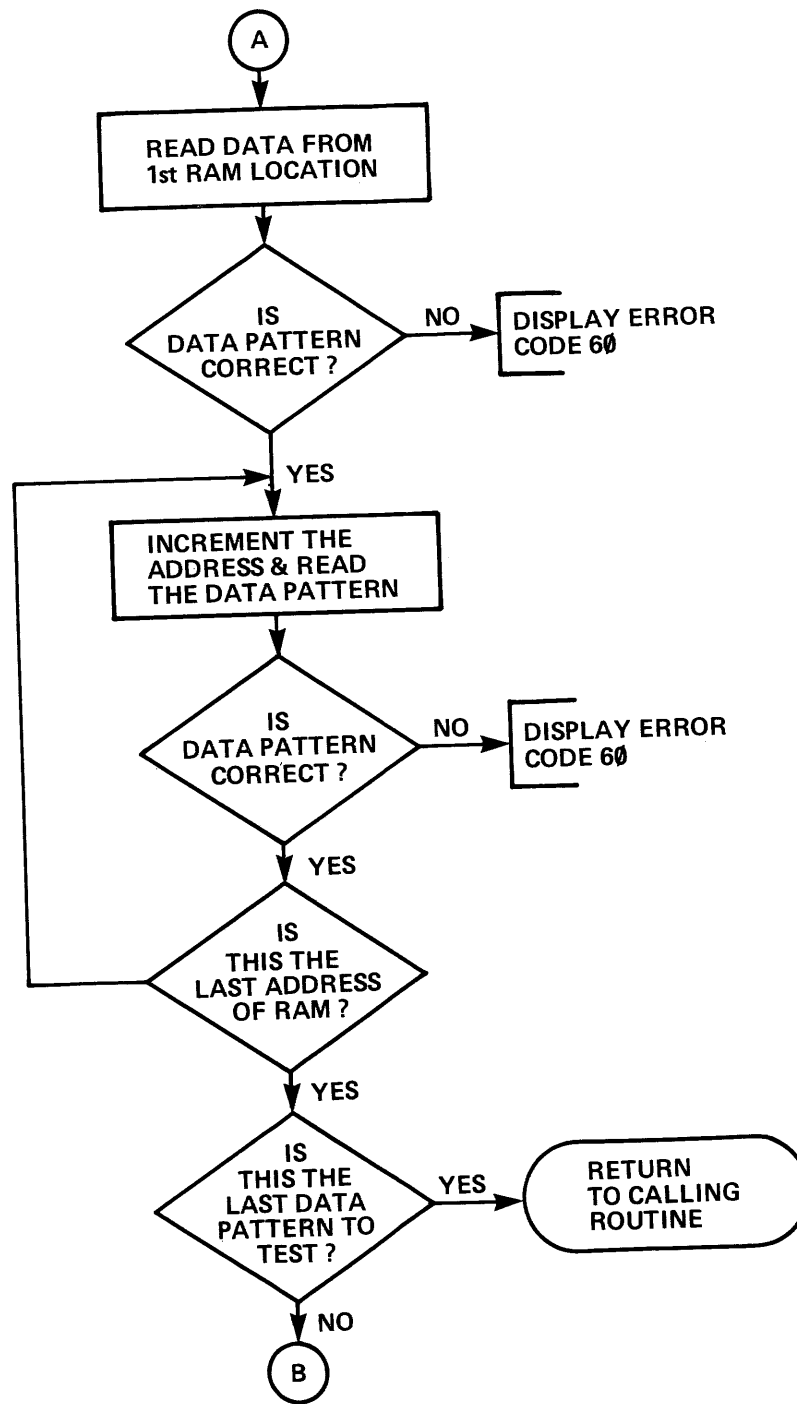 A
READ DATA FROM
1st RAM LOCATION
IS
DATA PATTERN
CORRECT ?
NO
DISPLAY ERROR
CODE 6Ø
YES
INCREMENT THE
ADDRESS & READ
THE DATA PATTERN
IS
DATA PATTERN
CORRECT ?
NO
DISPLAY ERROR
CODE 6Ø
YES
IS
THIS THE
LAST ADDRESS
OF RAM ?
YES
IS
THIS THE
LAST DATA
PATTERN TO
TEST ?
YES
RETURN
TO CALLING
ROUTINE
NO
B